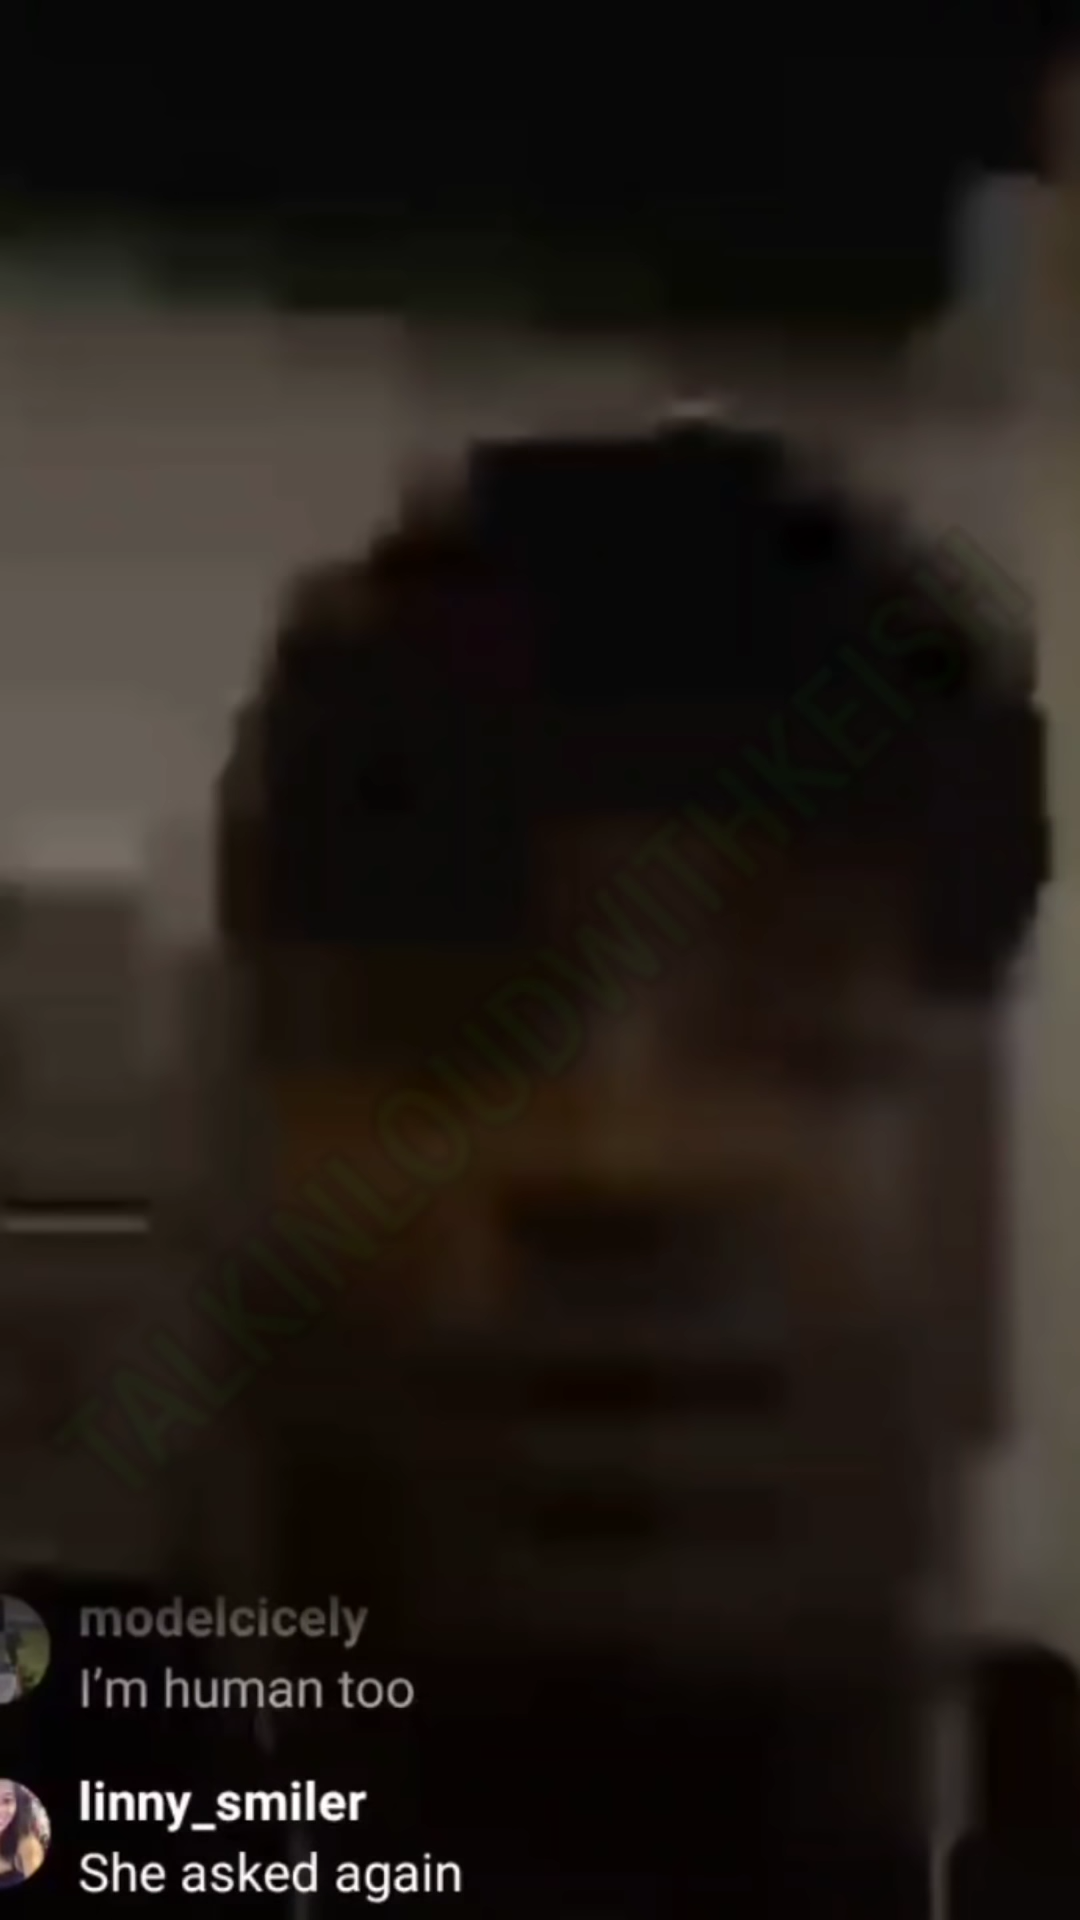 TALKINLOUDWITHKEISH
modelcicely
I’m human too
linny_smiler
She asked again